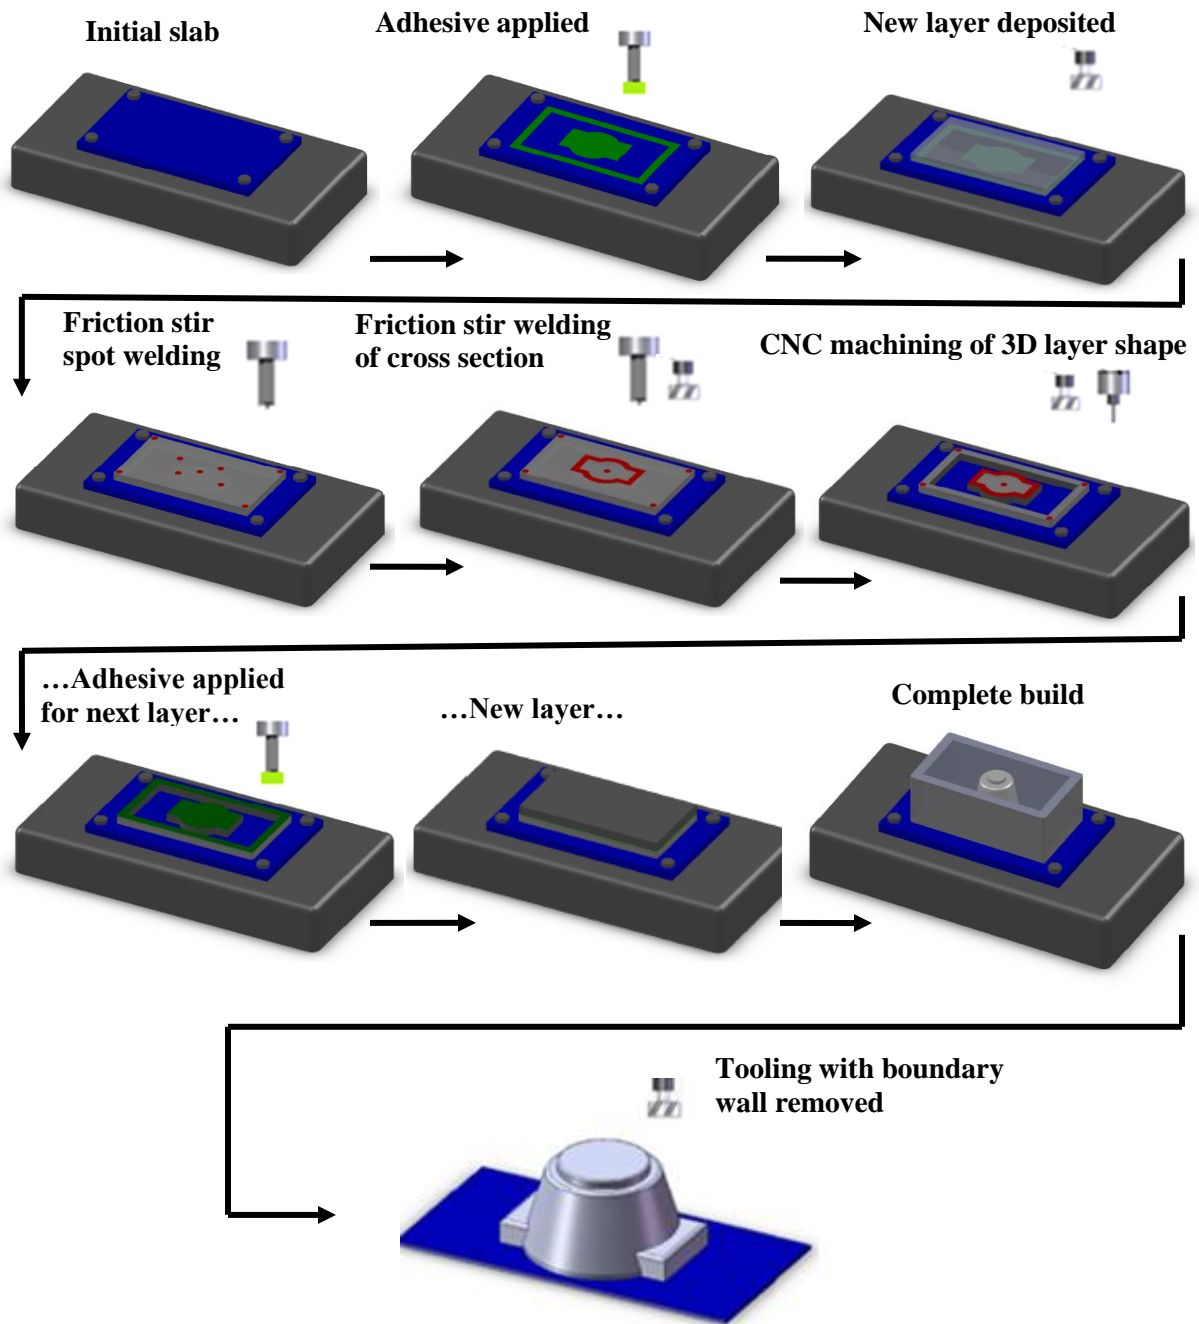 Initial slab
Adhesive applied
New layer deposited
Friction stir
spot welding
Friction stir welding
of cross section
CNC machining of 3D layer shape
…Adhesive applied
for next layer…
…New layer…
Complete build
Tooling with boundary
wall removed